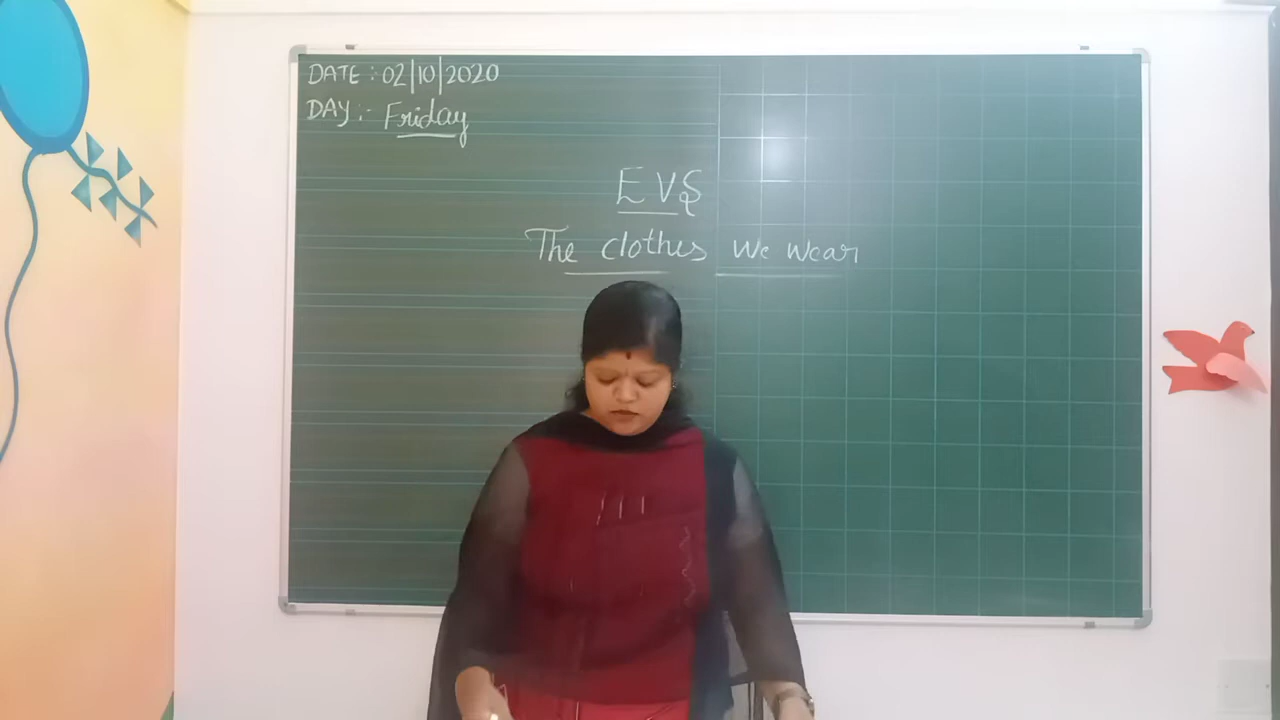 DATE :- 02|10|2020
DAY :- Friday
EVS
The clothes we wear